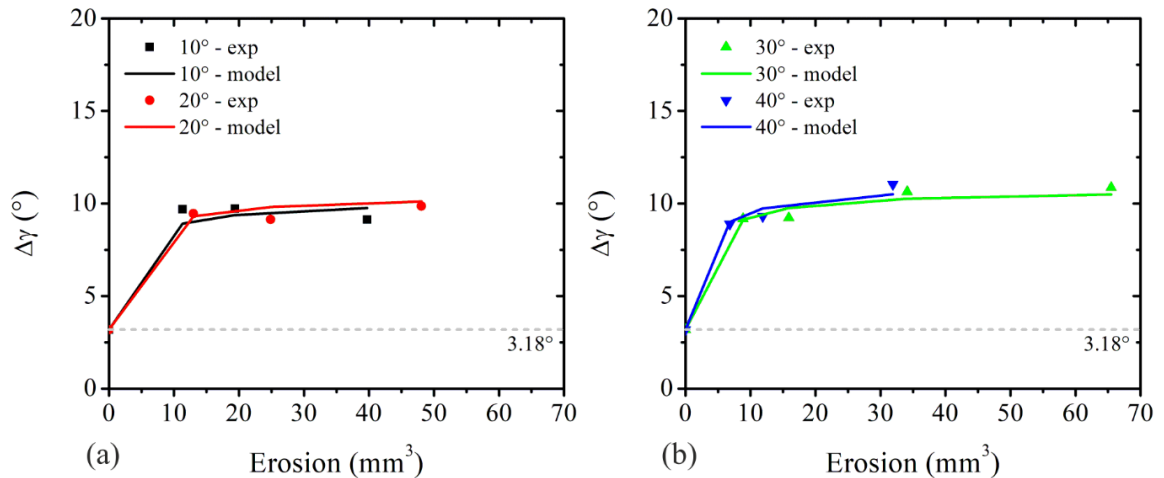 20
15
10
5
0
Δγ (°)
10° - exp
10° - model
20° - exp
20° - model
3.18°
0 10 20 30 40 50 60 70
(a)
Erosion (mm³)
20
15
10
5
0
Δγ (°)
30° - exp
30° - model
40° - exp
40° - model
3.18°
0 10 20 30 40 50 60 70
(b)
Erosion (mm³)